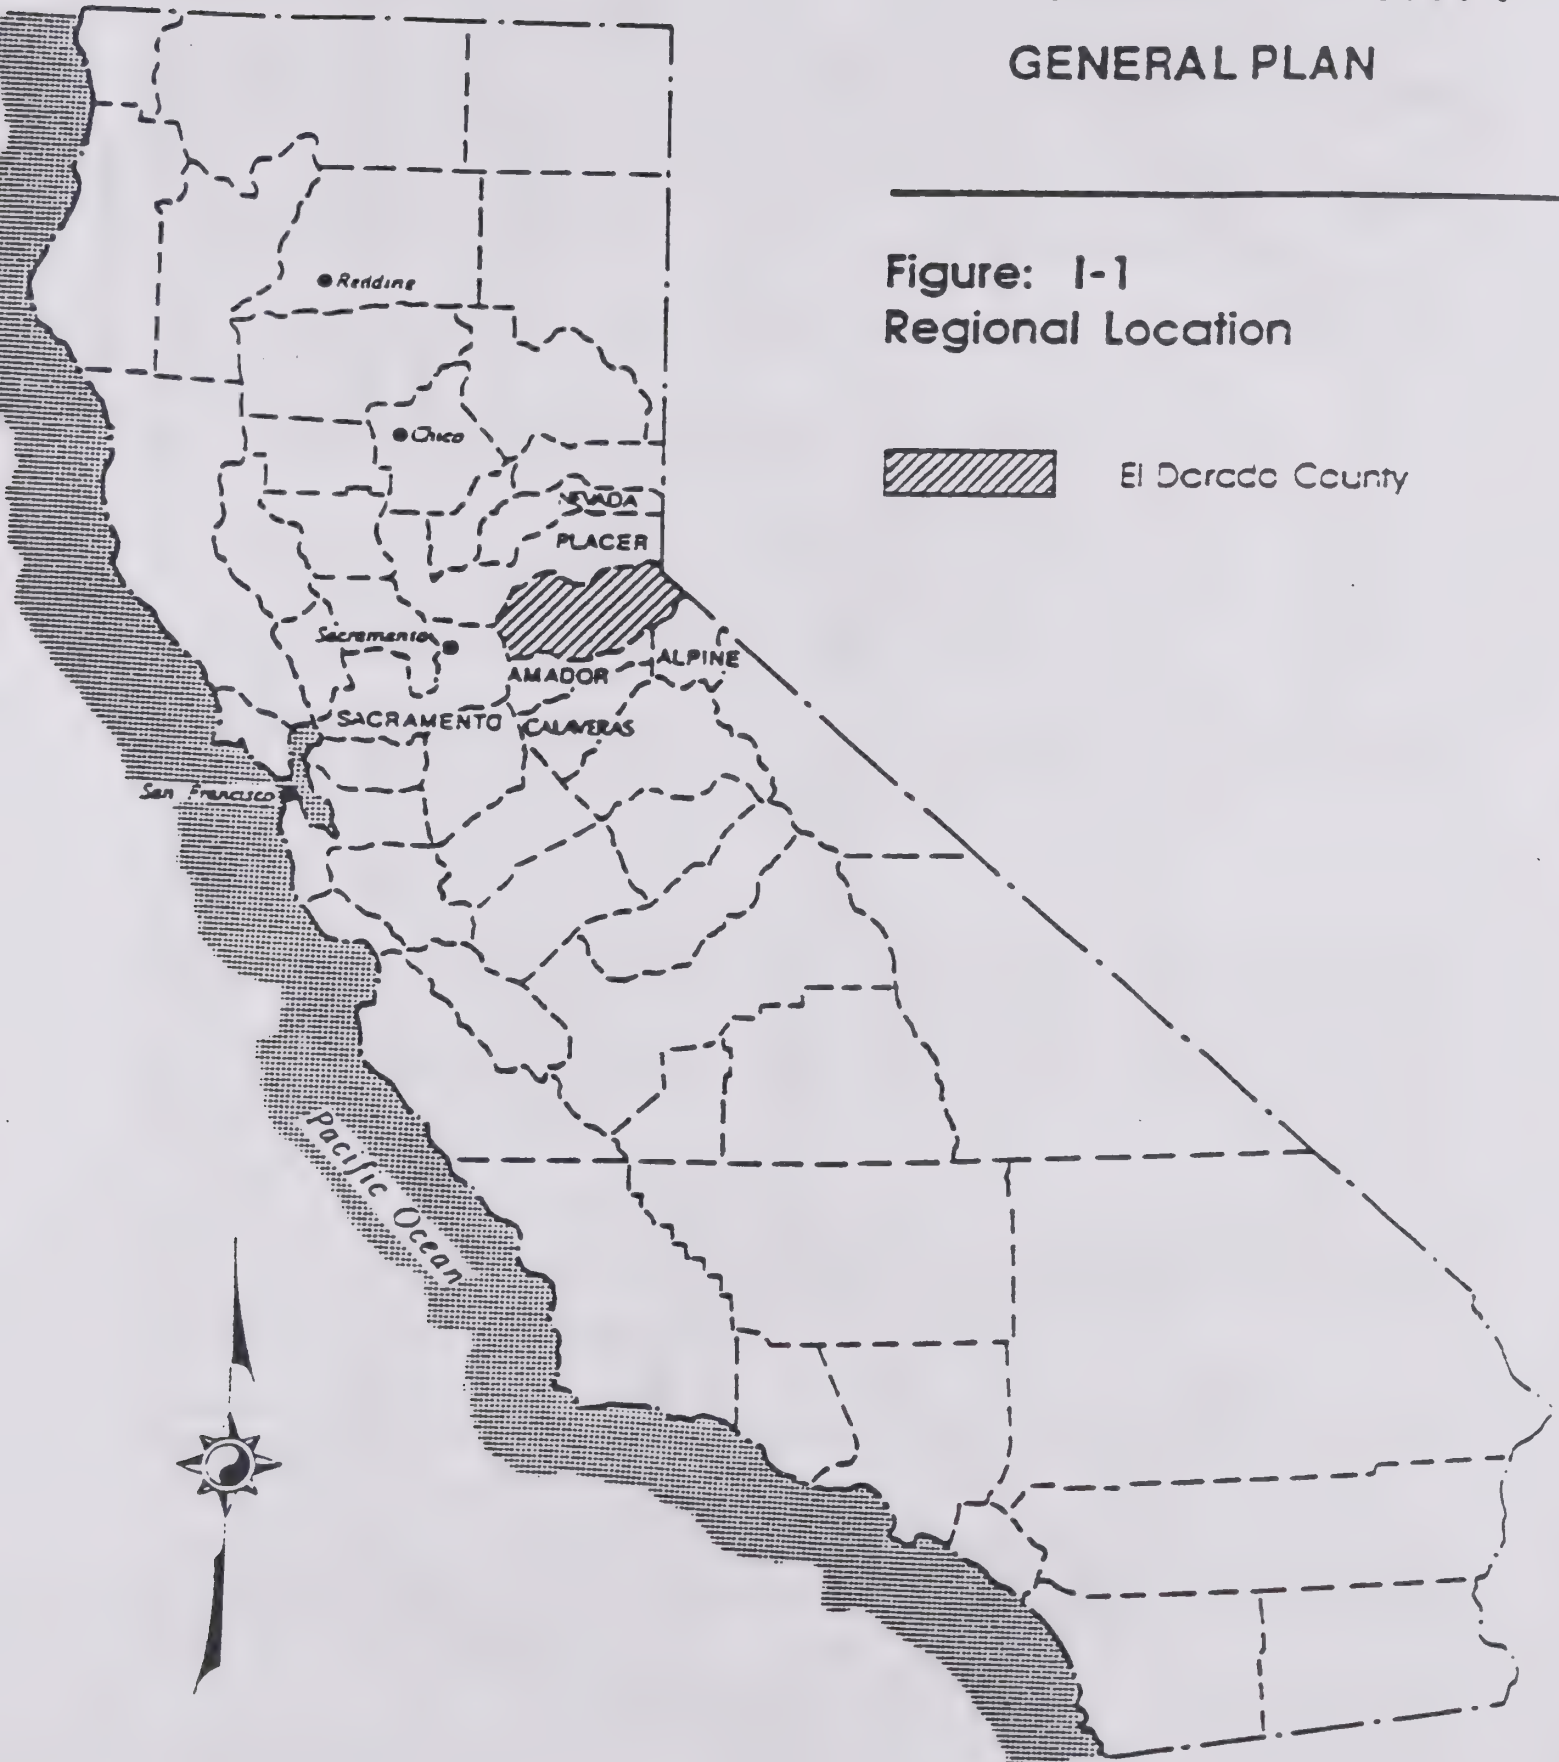 GENERAL PLAN
Figure: I-1
Regional Location
El Dorado County
Redding
Chico
NEVADA
PLACER
Sacramento
ALPINE
AMADOR
SACRAMENTO
CALAVERAS
San Francisco
Pacific Ocean